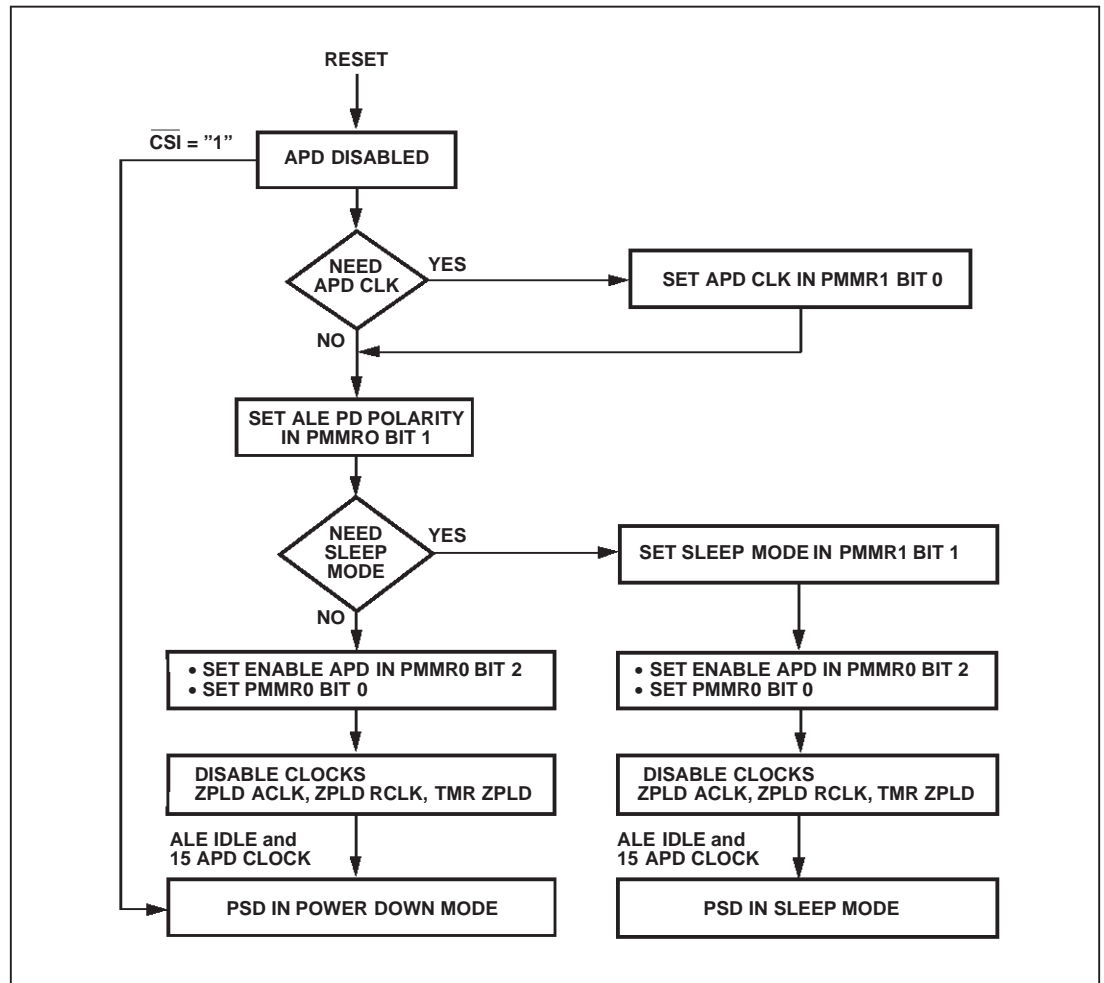 RESET
CSI = ”1”
APD DISABLED
NEED
APD CLK
YES
SET APD CLK IN PMMR1 BIT 0
NO
SET ALE PD POLARITY
IN PMMRO BIT 1
NEED
SLEEP
MODE
YES
SET SLEEP MODE IN PMMR1 BIT 1
NO
• SET ENABLE APD IN PMMR0 BIT 2
• SET PMMR0 BIT 0
• SET ENABLE APD IN PMMR0 BIT 2
• SET PMMR0 BIT 0
DISABLE CLOCKS
ZPLD ACLK, ZPLD RCLK, TMR ZPLD
DISABLE CLOCKS
ZPLD ACLK, ZPLD RCLK, TMR ZPLD
ALE IDLE and
15 APD CLOCK
ALE IDLE and
15 APD CLOCK
PSD IN POWER DOWN MODE
PSD IN SLEEP MODE